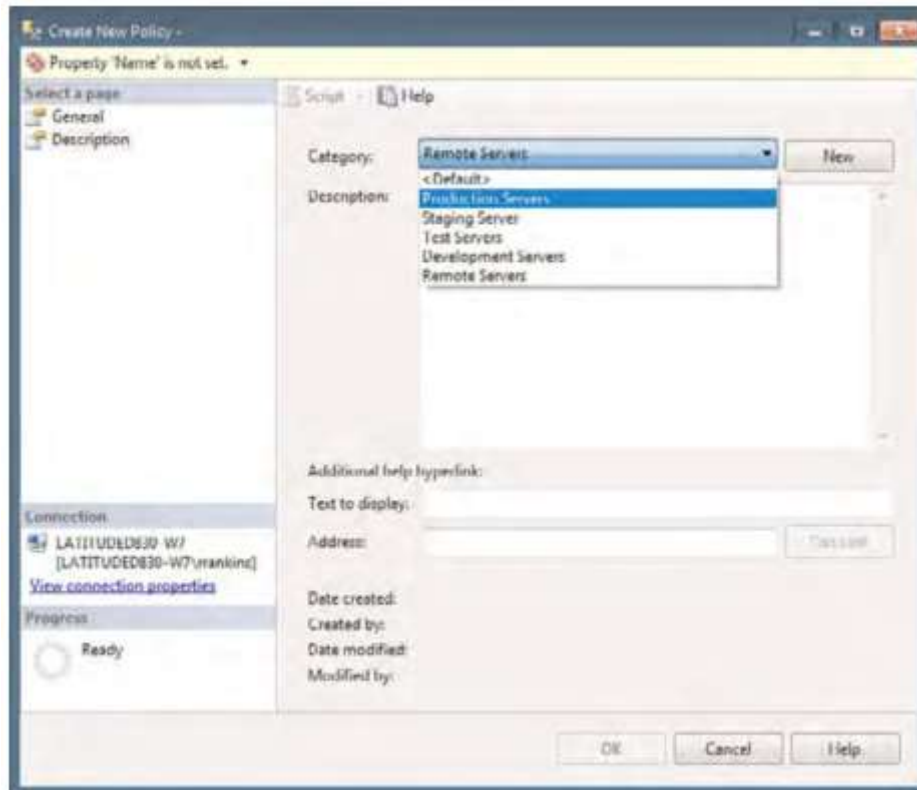 Create New Policy -
Property 'Name' is not set.
Select a page
General
Description
Script
Help
Category:
Remote Servers
New
<Default>
Description:
Production Servers
Staging Server
Test Servers
Development Servers
Remote Servers
Additional help hyperlink:
Text to display:
Address:
Connection
LATITUDED830-W7
[LATITUDED830-W7\rrankins]
View connection properties
Progress
Ready
Date created:
Created by:
Date modified:
Modified by:
OK
Cancel
Help